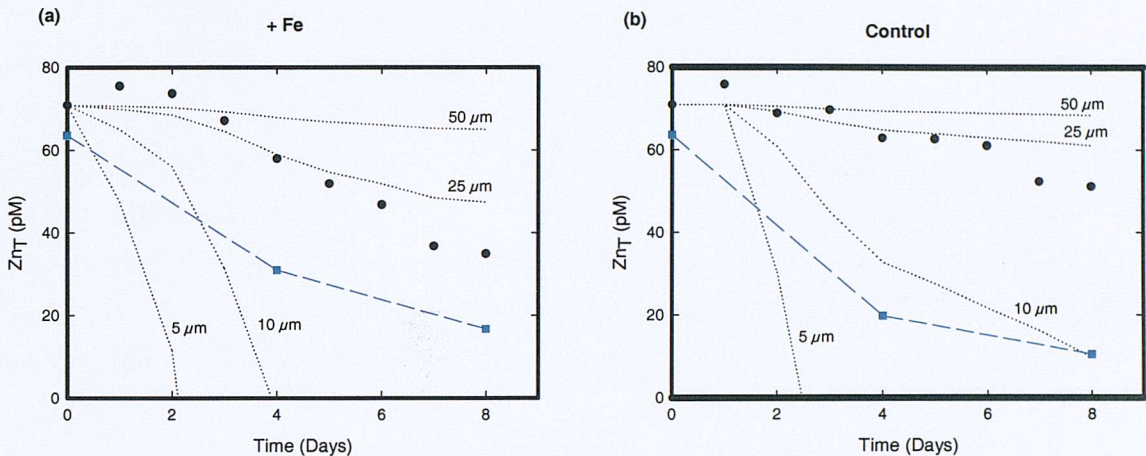 (a)
+ Fe
80
60
40
20
0
0 2 4 6 8
Zn_T (pM)
Time (Days)
50 µm
25 µm
5 µm
10 µm
(b)
Control
80
60
40
20
0
0 2 4 6 8
Zn_T (pM)
Time (Days)
50 µm
25 µm
10 µm
5 µm